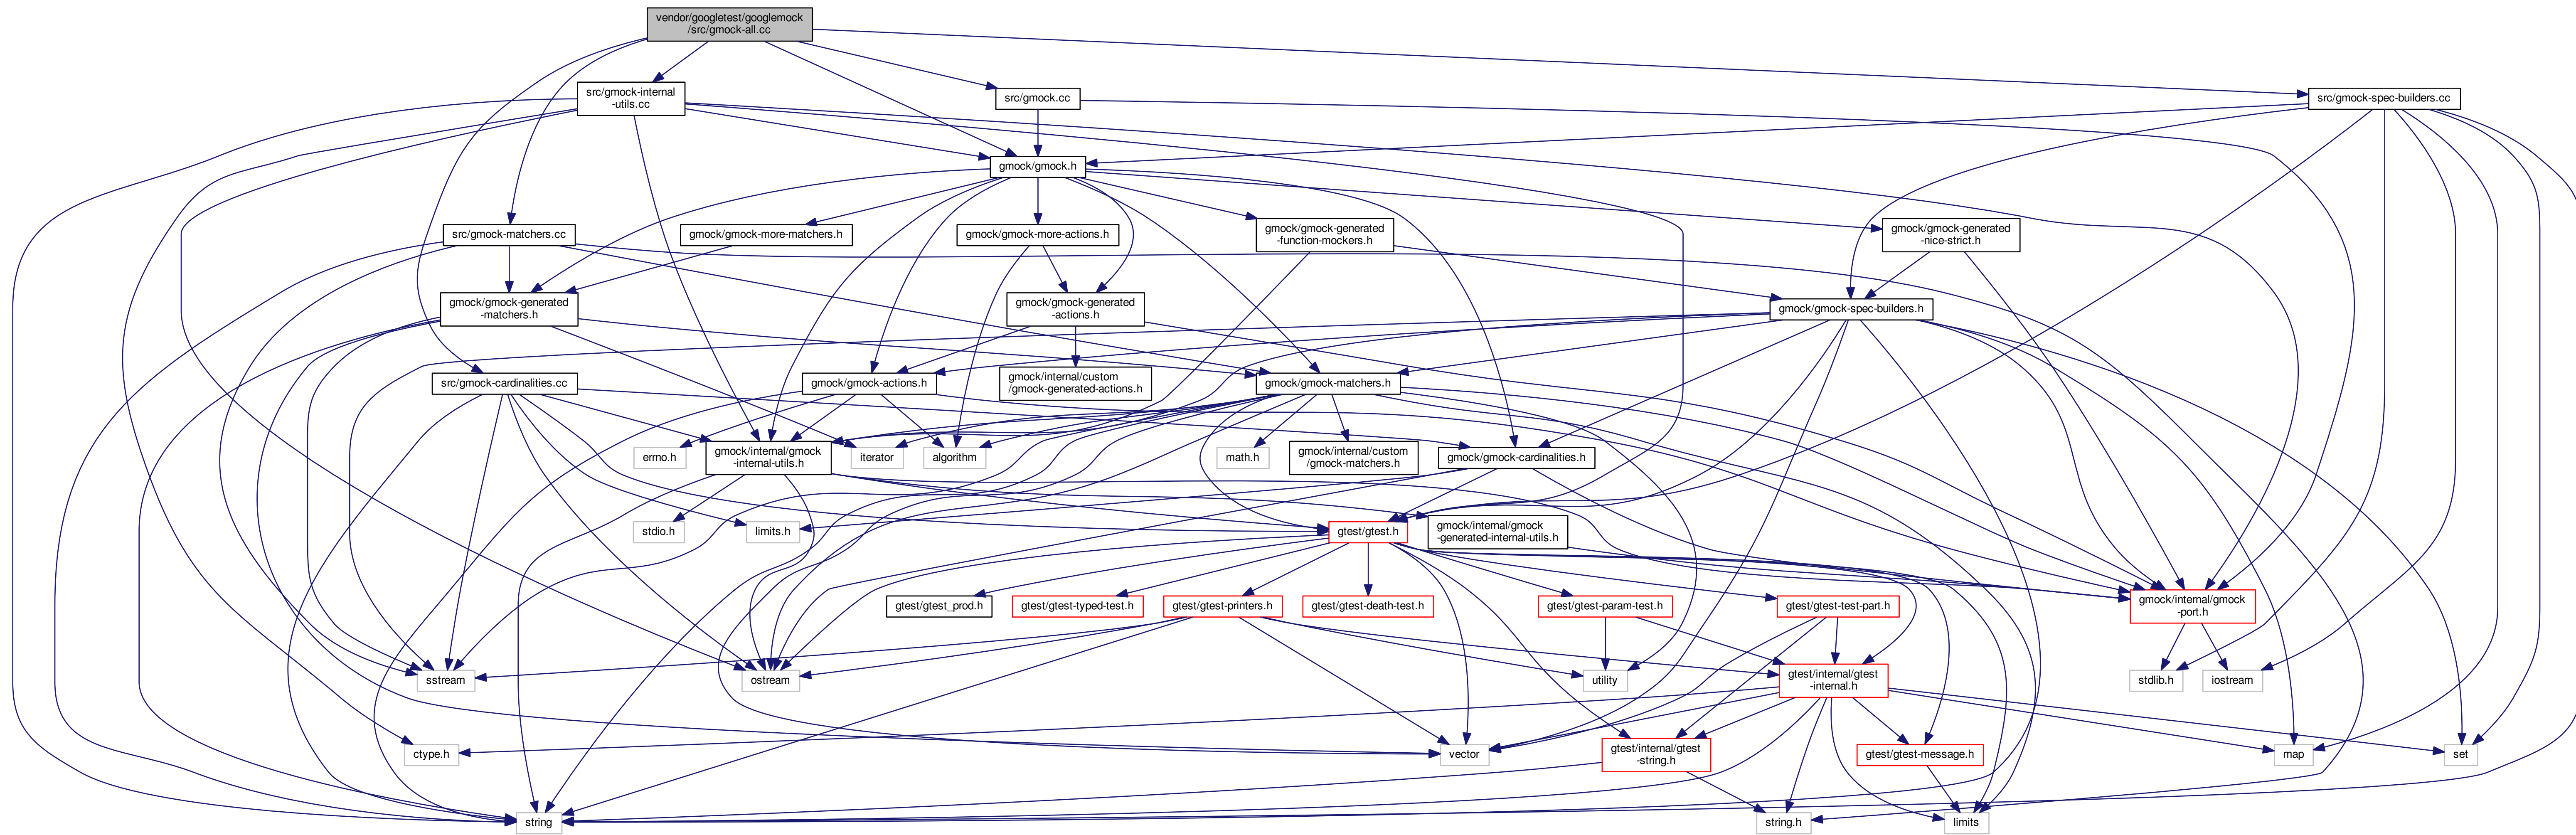 vendor/googletest/googlemock
/src/gmock-all.cc
src/gmock-internal
-utils.cc
src/gmock.cc
src/gmock-spec-builders.cc
gmock/gmock.h
src/gmock-matchers.cc
gmock/gmock-more-matchers.h
gmock/gmock-more-actions.h
gmock/gmock-generated
-function-mockers.h
gmock/gmock-generated
-nice-strict.h
gmock/gmock-generated
-matchers.h
gmock/gmock-generated
-actions.h
gmock/gmock-spec-builders.h
src/gmock-cardinalities.cc
gmock/gmock-actions.h
gmock/internal/custom
/gmock-generated-actions.h
gmock/gmock-matchers.h
errno.h
gmock/internal/gmock
-internal-utils.h
iterator
algorithm
math.h
gmock/internal/custom
/gmock-matchers.h
gmock/gmock-cardinalities.h
stdio.h
limits.h
gtest/gtest.h
gmock/internal/gmock
-generated-internal-utils.h
gtest/gtest_prod.h
gtest/gtest-typed-test.h
gtest/gtest-printers.h
gtest/gtest-death-test.h
gtest/gtest-param-test.h
gtest/gtest-test-part.h
gmock/internal/gmock
-port.h
sstream
ostream
utility
gtest/internal/gtest
-internal.h
stdlib.h
iostream
ctype.h
vector
gtest/internal/gtest
-string.h
gtest/gtest-message.h
map
set
string
string.h
limits